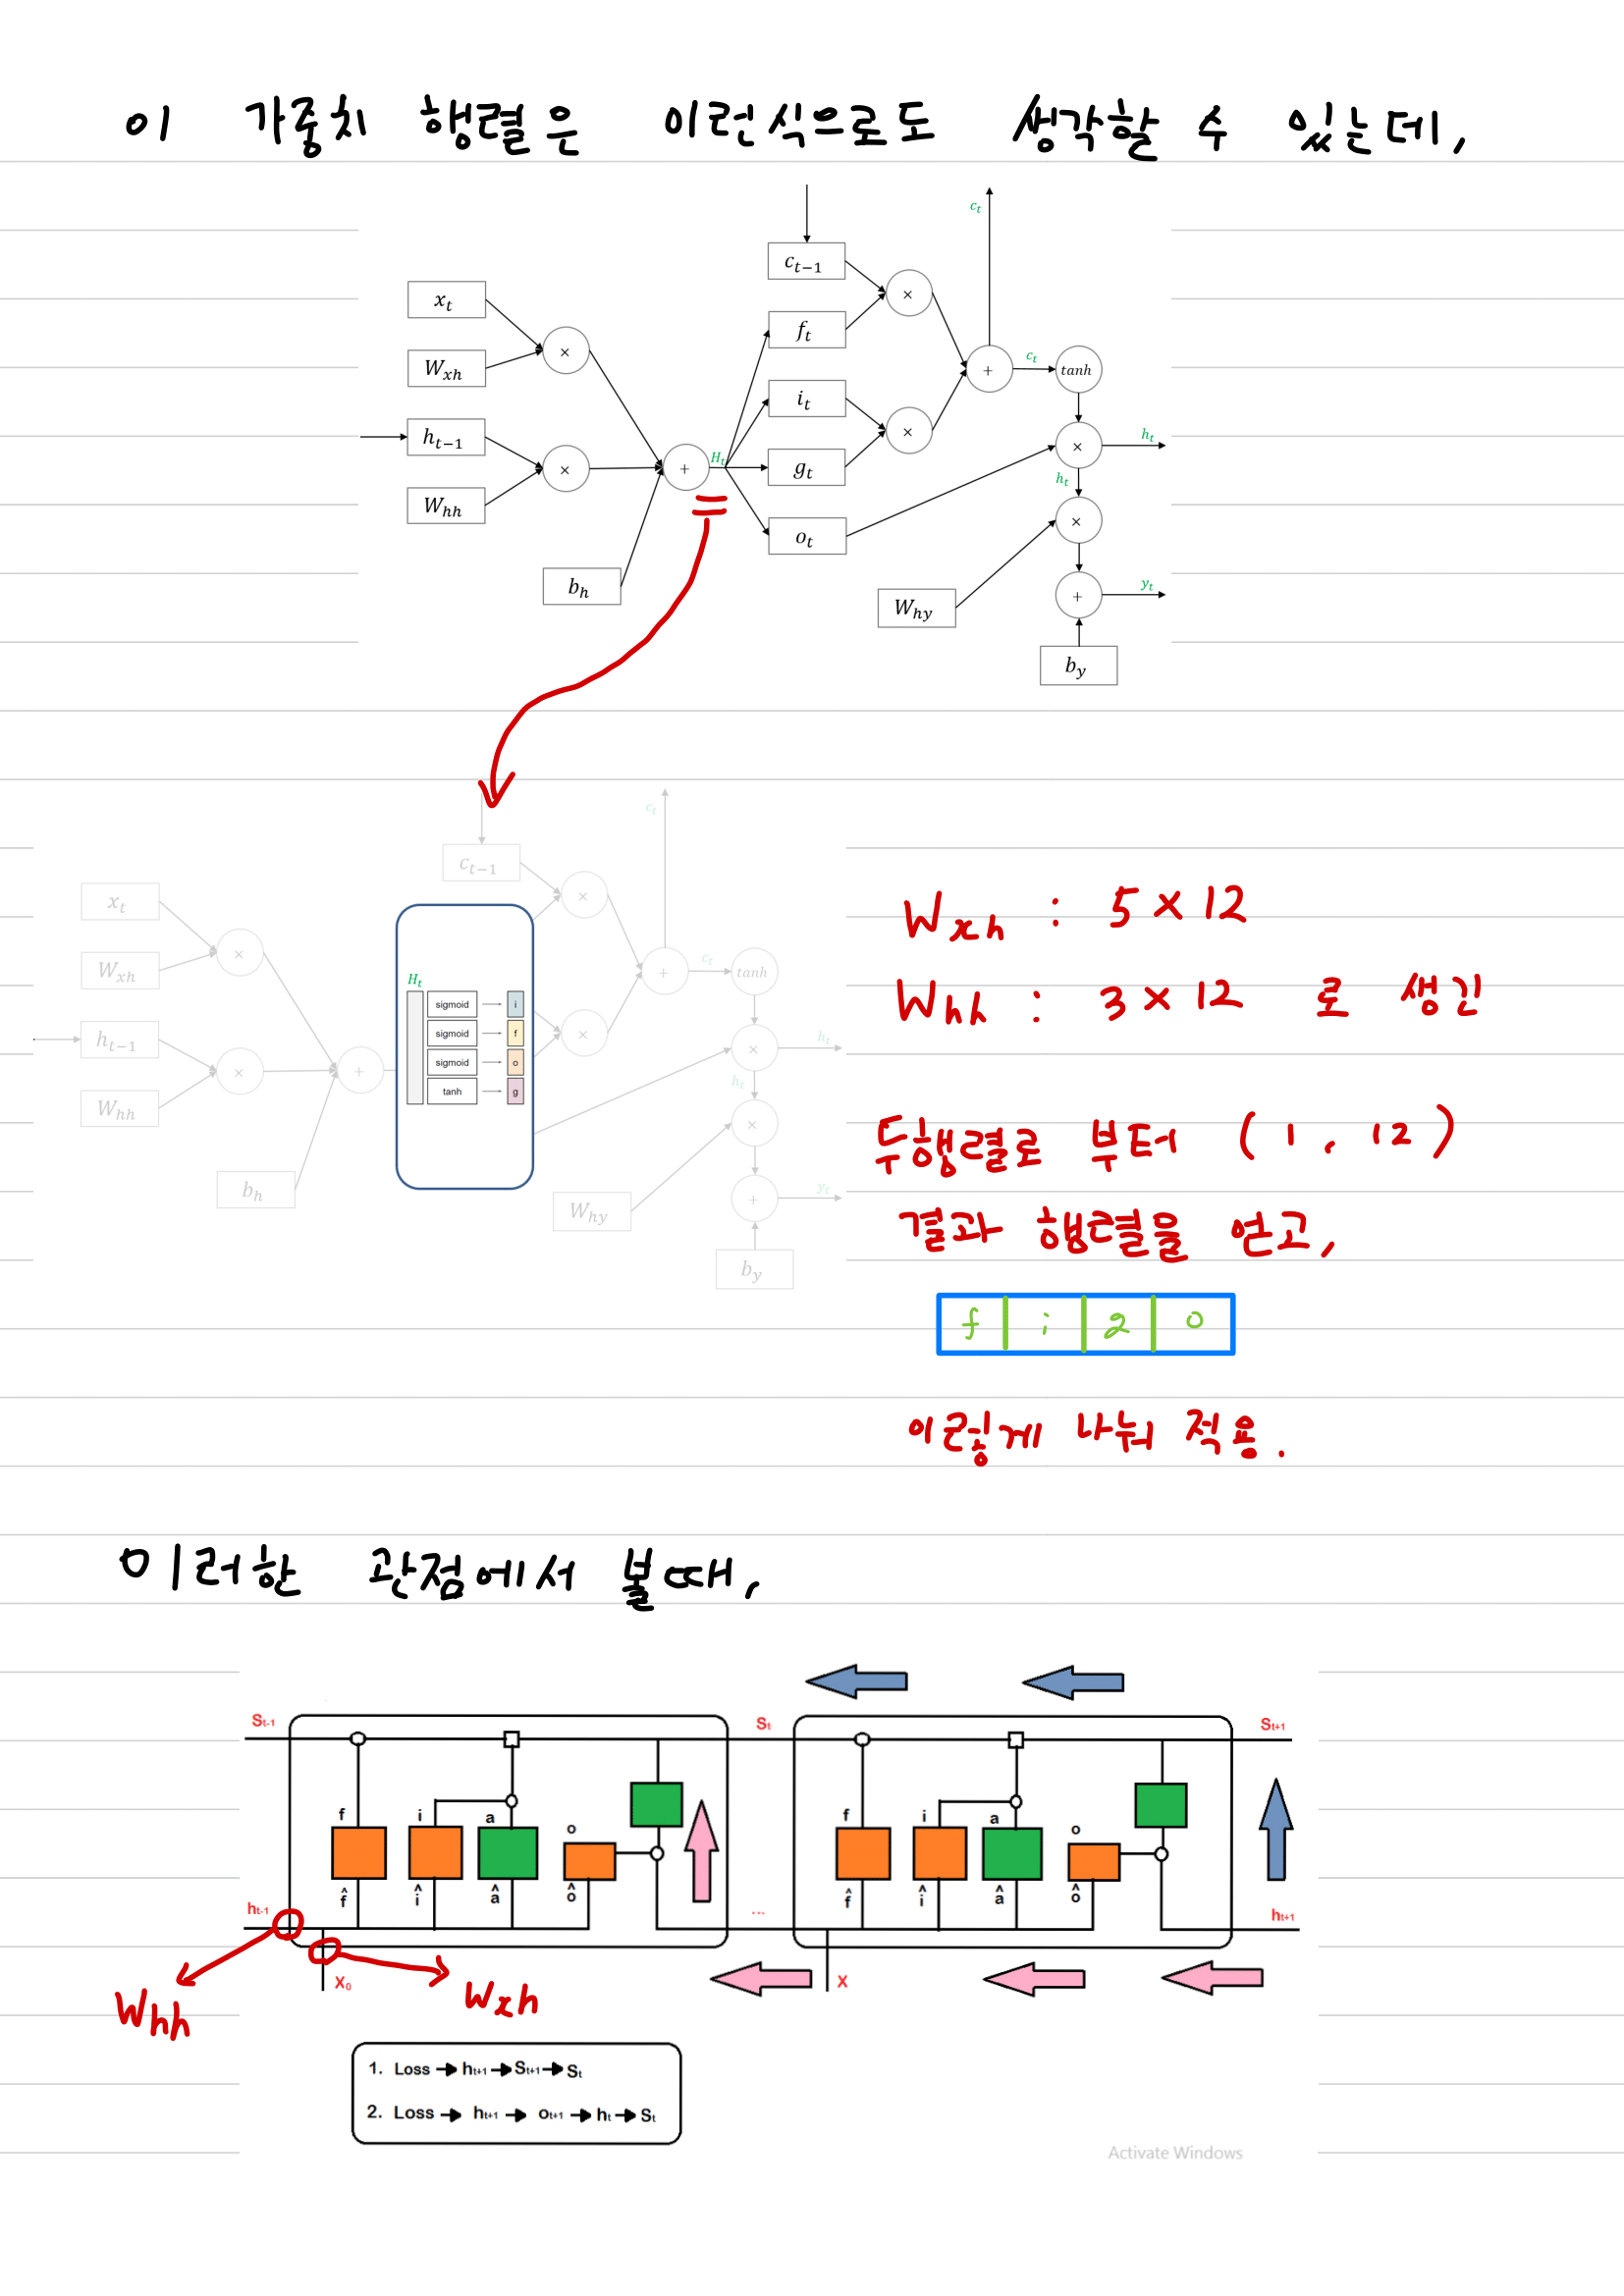 이 가중치 행렬은 이런식으로도 생각할 수 있는데,
c_t
c_{t-1}
x_t
×
f_t
×
W_{xh}
i_t
+
c_t
tanh
h_{t-1}
×
×
h_t
W_{hh}
×
+
H_t
g_t
h_t
×
o_t
b_h
W_{hy}
+
y_t
b_y
c_t
c_{t-1}
x_t
×
×
W_{xh}
+
c_t
tanh
H_t
sigmoid
i
sigmoid
f
sigmoid
o
tanh
g
h_{t-1}
×
×
×
h_t
W_{hh}
+
h_t
×
b_h
W_{hy}
+
y_t
b_y
W_{xh} : 5 × 12
W_{hh} : 3 × 12 로 생긴
두행렬로 부터 (1, 12)
결과 행렬을 얻고,
f i g o
이렇게 나눠 적용.
이러한 관점에서 볼때,
S_{t-1}
S_t
S_{t+1}
f i a o
f i a o
f̂ î â ô
f̂ î â ô
h_{t-1}
...
h_{t+1}
X_0
X
W_{hh}
W_{xh}
1. Loss → h_{t+1} → S_{t+1} → S_t
2. Loss → h_{t+1} → o_{t+1} → h_t → S_t
Activate Windows